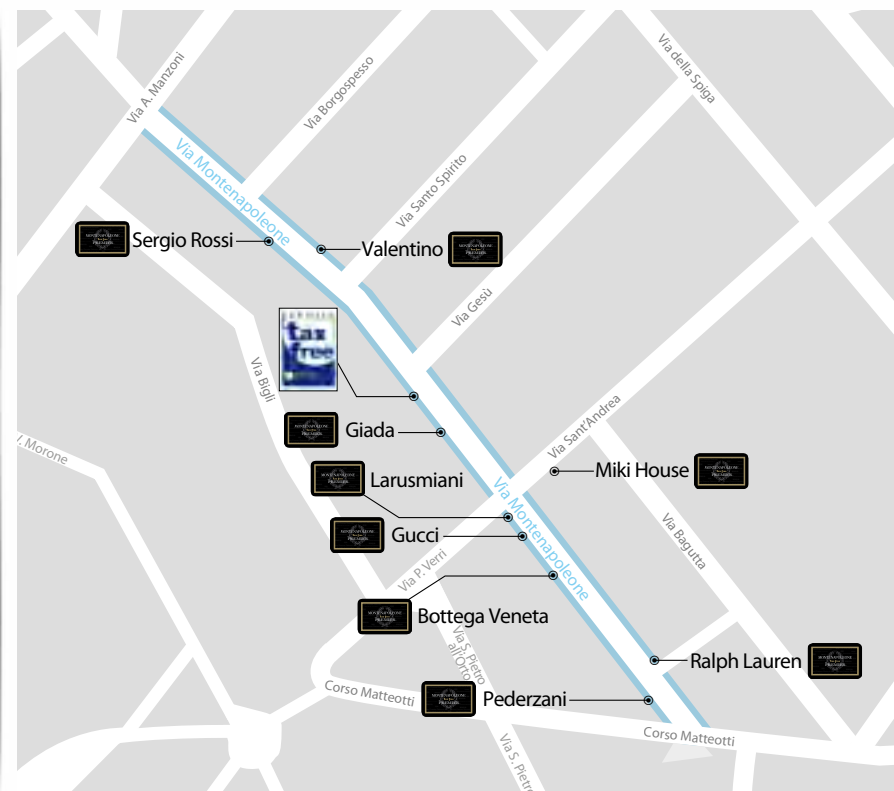 Via A. Manzoni
Via Borgospesso
Via della Spiga
Via Montenapoleone
Via Santo Spirito
Sergio Rossi
Valentino
MONTENAPOLEONE
PREMIER
Via Gesù
tax
free
Via Bigli
Via Sant'Andrea
Giada
V. Morone
Larusmiani
Miki House
Via Montenapoleone
Gucci
Via Bagutta
Via P. Verri
Bottega Veneta
Via S. Pietro
all'Orto
Ralph Lauren
Corso Matteotti
Pederzani
Corso Matteotti
Via S. Pietro